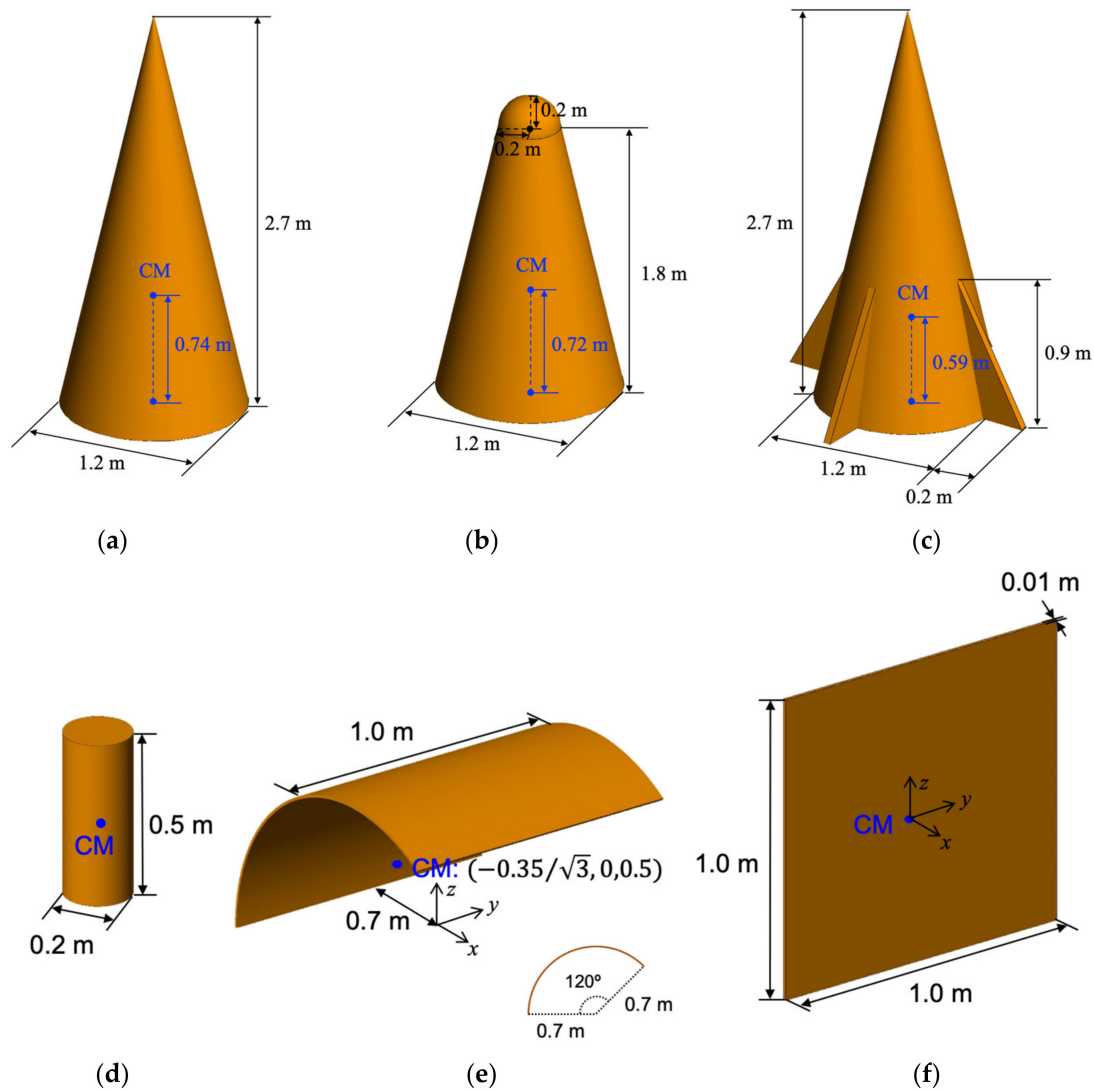 2.7 m
CM
0.74 m
1.2 m
(a)
0.2 m
0.2 m
CM
1.8 m
0.72 m
1.2 m
(b)
2.7 m
CM
0.9 m
0.59 m
1.2 m
0.2 m
(c)
CM
0.5 m
0.2 m
(d)
1.0 m
CM: (−0.35/√3, 0,0.5)
z
0.7 m
y
x
120º
0.7 m
0.7 m
(e)
0.01 m
z
y
CM
x
1.0 m
1.0 m
(f)